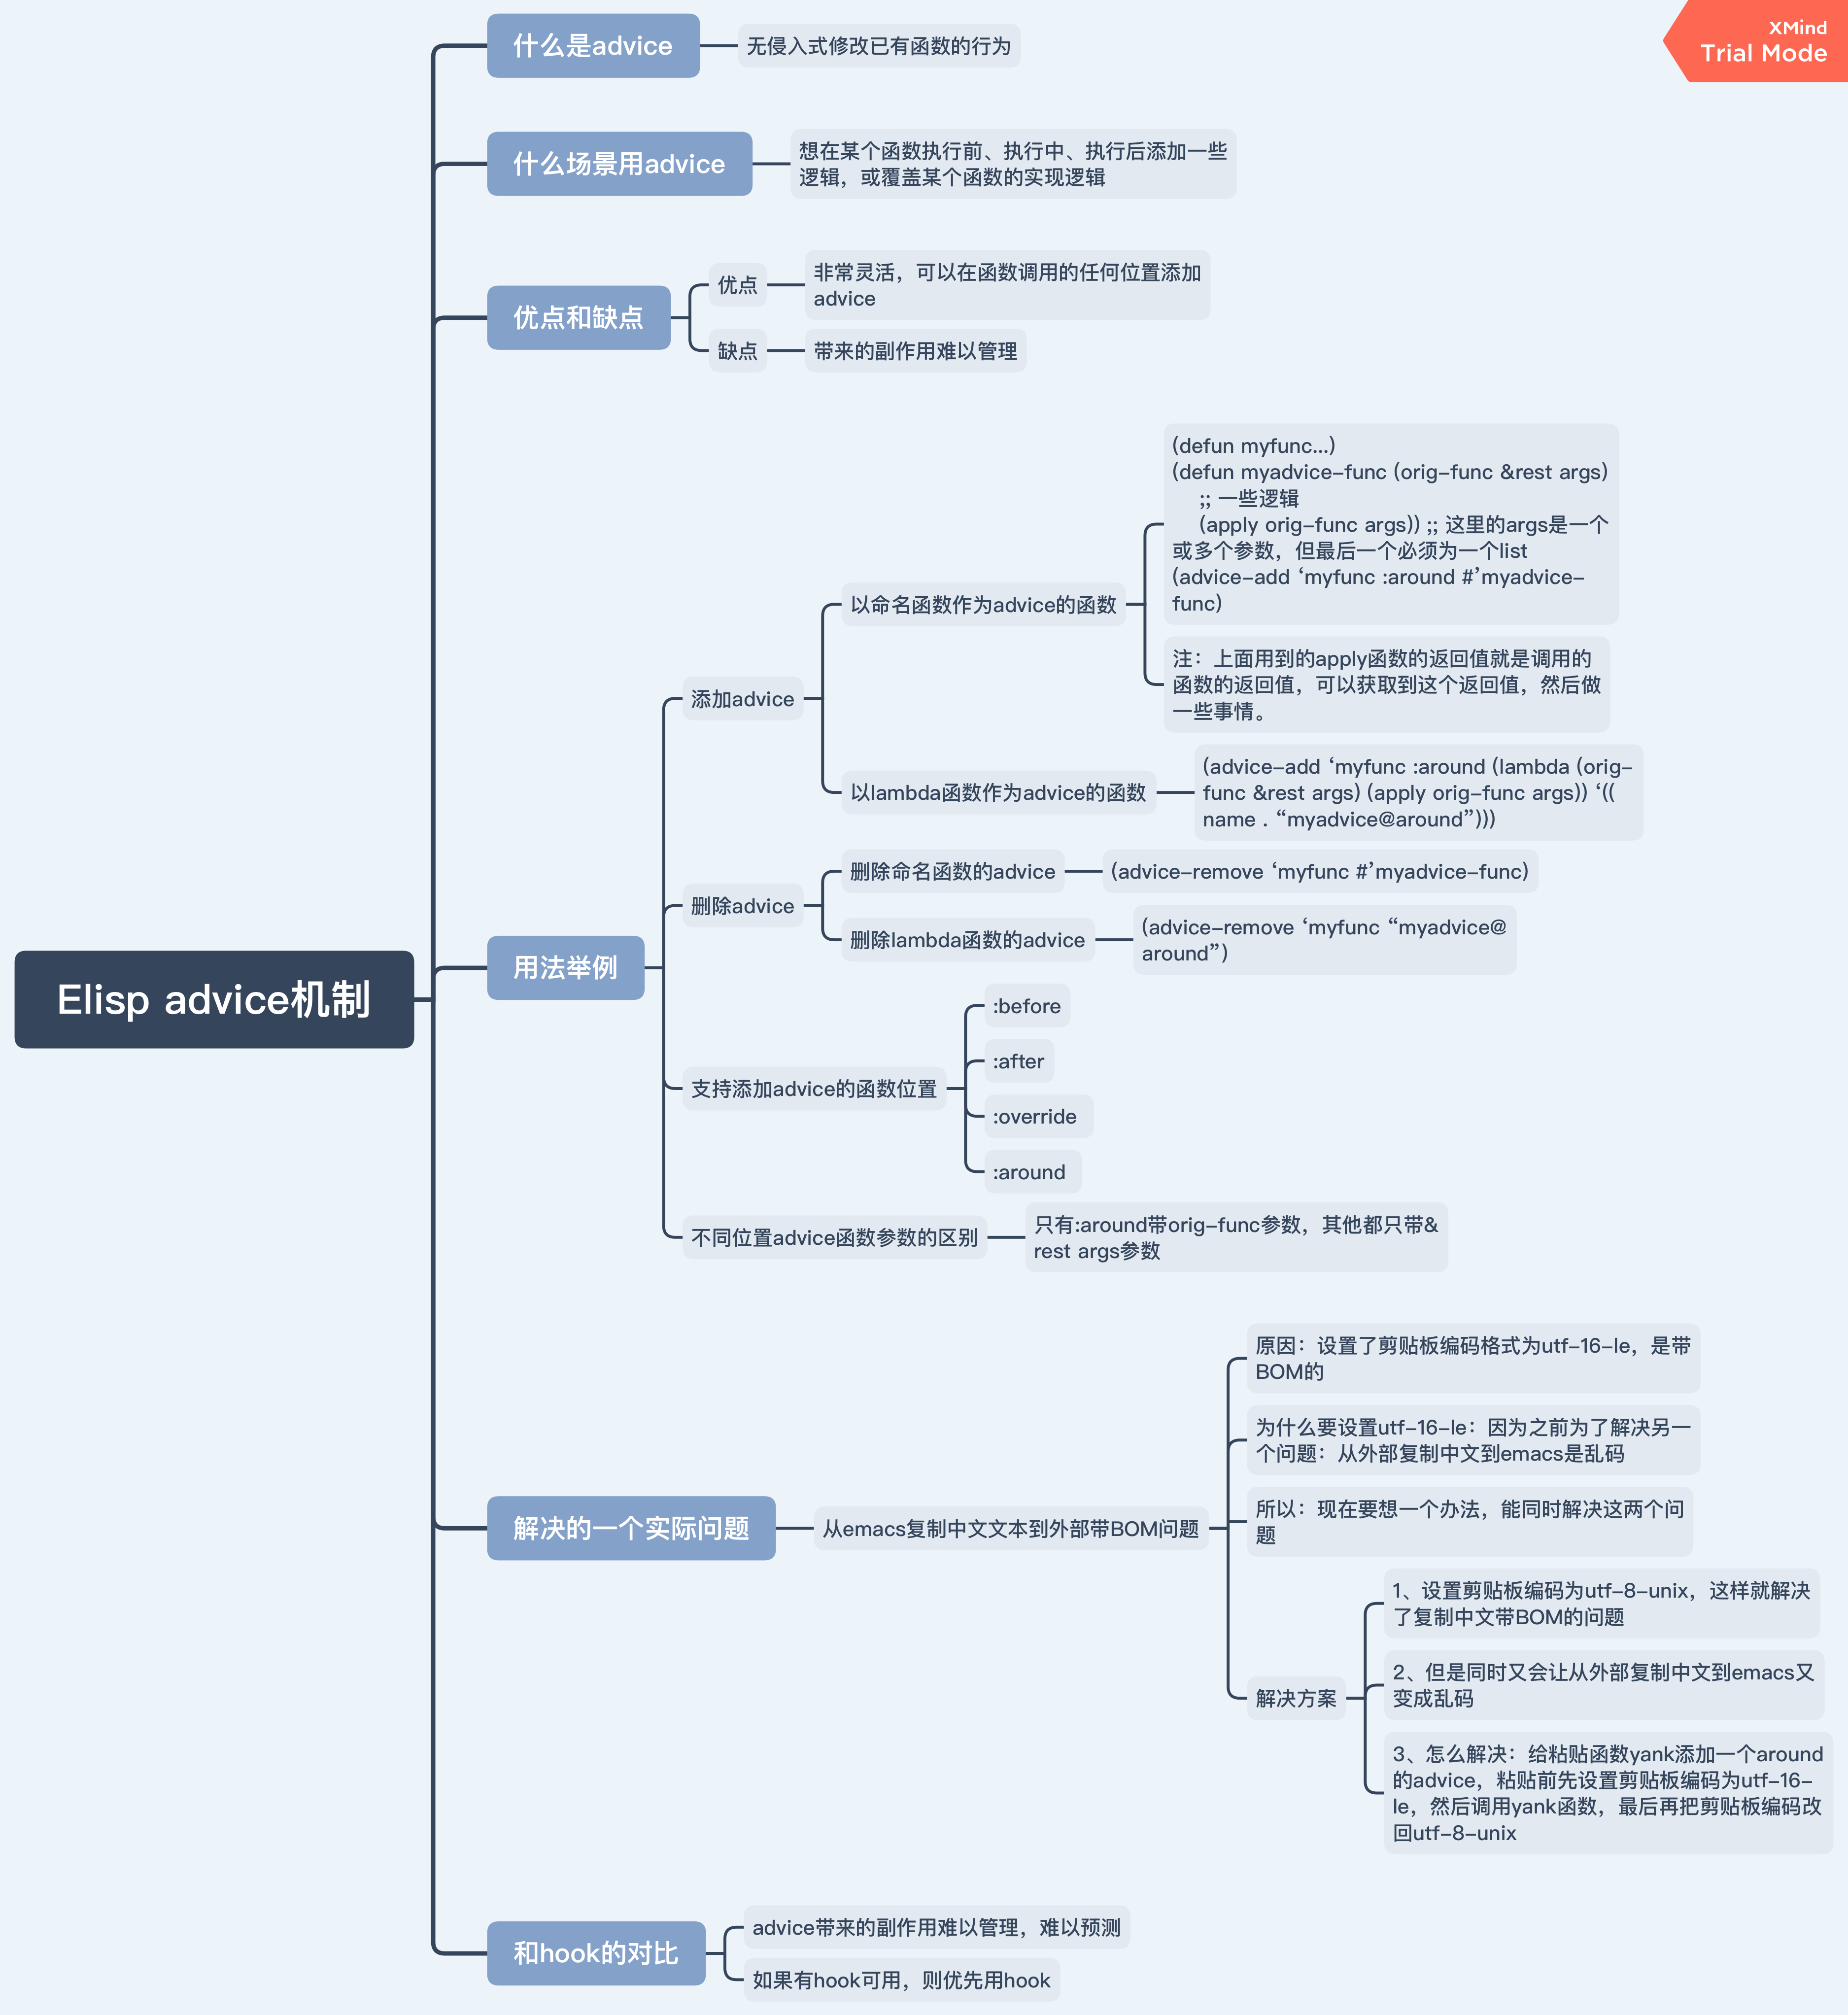 XMind
Trial Mode
什么是advice
无侵入式修改已有函数的行为
什么场景用advice
想在某个函数执行前、执行中、执行后添加一些
逻辑，或覆盖某个函数的实现逻辑
优点和缺点
优点
非常灵活，可以在函数调用的任何位置添加
advice
缺点
带来的副作用难以管理
Elisp advice机制
用法举例
添加advice
以命名函数作为advice的函数
(defun myfunc...)
(defun myadvice-func (orig-func &rest args)
;; 一些逻辑
(apply orig-func args)) ;; 这里的args是一个
或多个参数，但最后一个必须为一个list
(advice-add ‘myfunc :around #’myadvice-
func)
注：上面用到的apply函数的返回值就是调用的
函数的返回值，可以获取到这个返回值，然后做
一些事情。
以lambda函数作为advice的函数
(advice-add ‘myfunc :around (lambda (orig-
func &rest args) (apply orig-func args)) ‘((
name . “myadvice@around”)))
删除advice
删除命名函数的advice
(advice-remove ‘myfunc #’myadvice-func)
删除lambda函数的advice
(advice-remove ‘myfunc “myadvice@
around”)
支持添加advice的函数位置
:before
:after
:override
:around
不同位置advice函数参数的区别
只有:around带orig-func参数，其他都只带&
rest args参数
解决的一个实际问题
从emacs复制中文文本到外部带BOM问题
原因：设置了剪贴板编码格式为utf-16-le，是带
BOM的
为什么要设置utf-16-le：因为之前为了解决另一
个问题：从外部复制中文到emacs是乱码
所以：现在要想一个办法，能同时解决这两个问
题
解决方案
1、设置剪贴板编码为utf-8-unix，这样就解决
了复制中文带BOM的问题
2、但是同时又会让从外部复制中文到emacs又
变成乱码
3、怎么解决：给粘贴函数yank添加一个around
的advice，粘贴前先设置剪贴板编码为utf-16-
le，然后调用yank函数，最后再把剪贴板编码改
回utf-8-unix
和hook的对比
advice带来的副作用难以管理，难以预测
如果有hook可用，则优先用hook